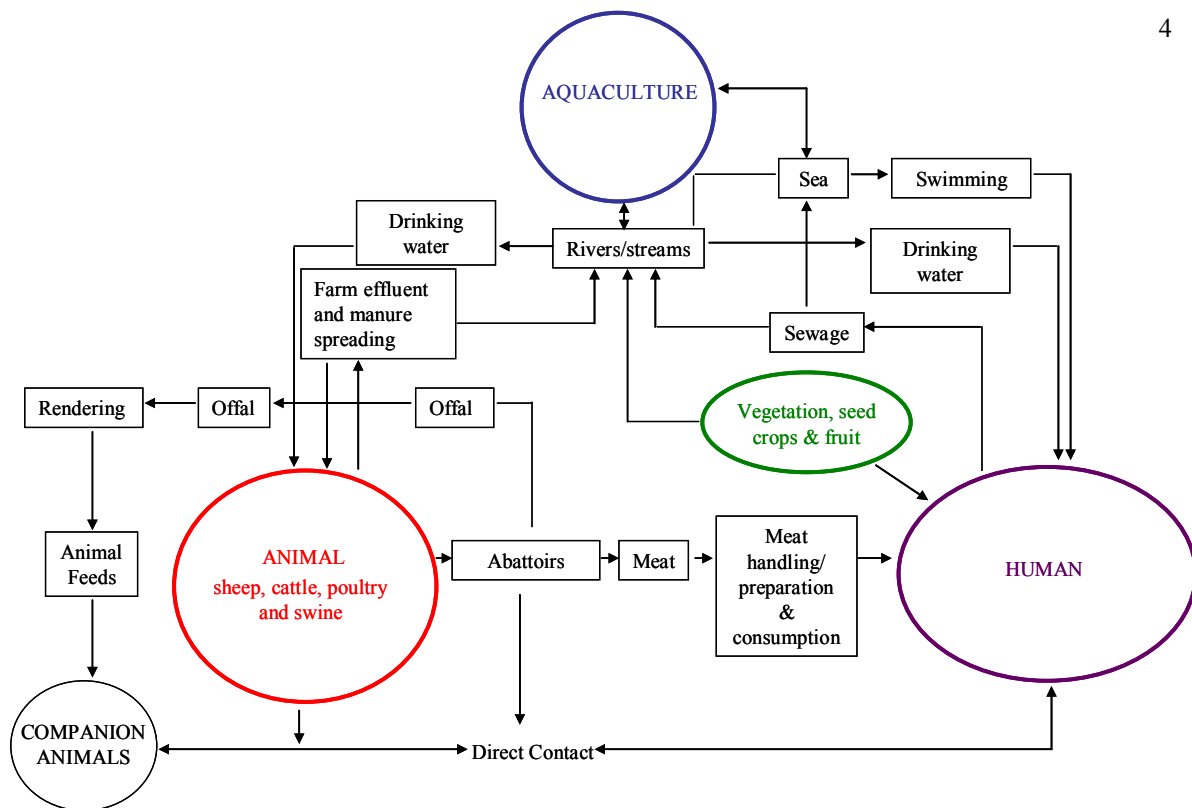 4
AQUACULTURE
Sea
Swimming
Drinking
water
Rivers/streams
Drinking
water
Farm effluent
and manure
spreading
Sewage
Rendering
Offal
Offal
Vegetation, seed
crops & fruit
Animal
Feeds
ANIMAL
sheep, cattle, poultry
and swine
Abattoirs
Meat
Meat
handling/
preparation
&
consumption
HUMAN
COMPANION
ANIMALS
Direct Contact